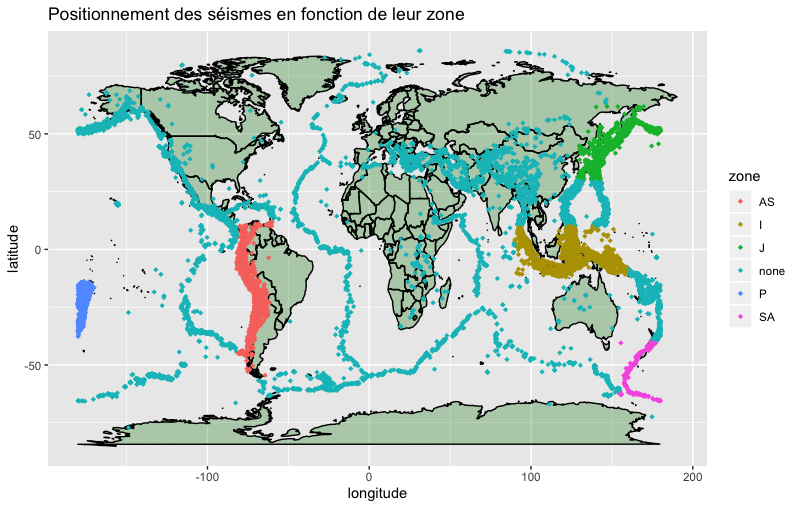 Positionnement des séismes en fonction de leur zone
latitude
50
0
-50
-100
0
100
200
longitude
zone
AS
I
J
none
P
SA